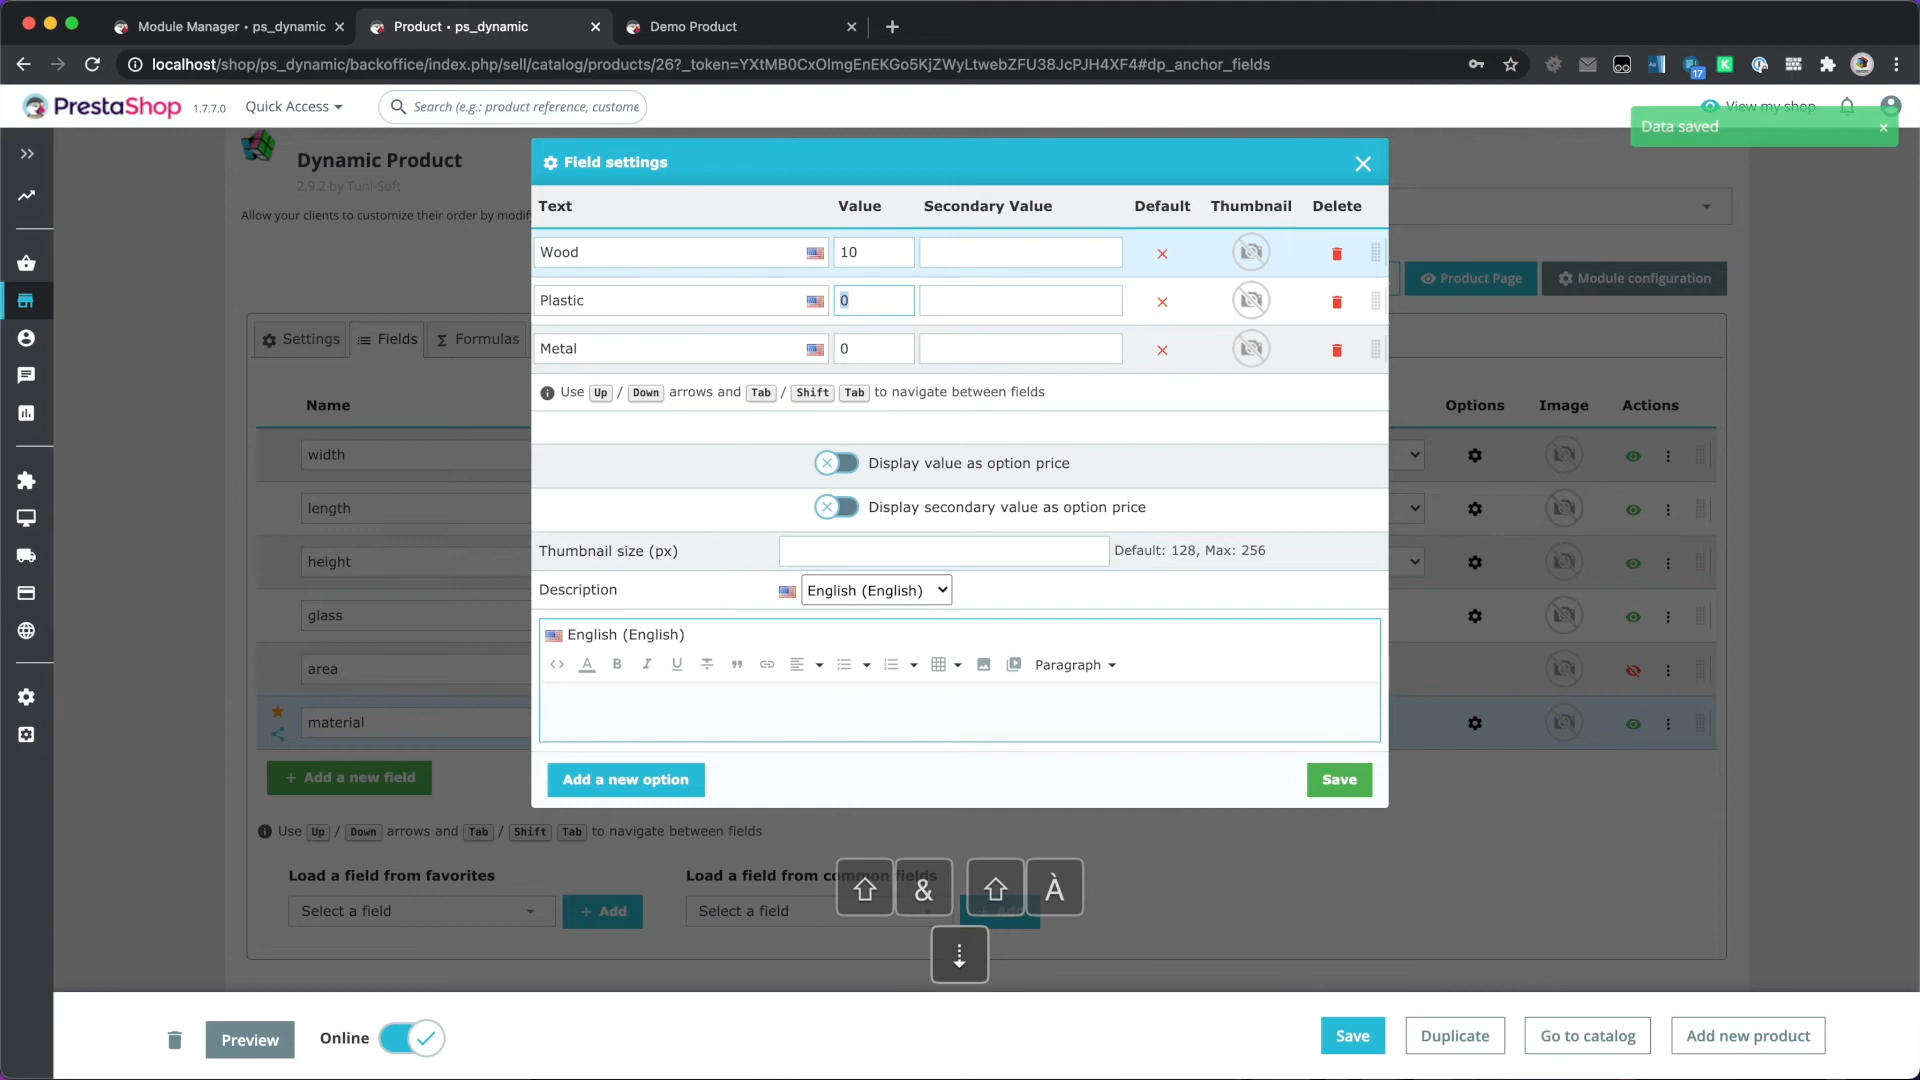 Module Manager • ps_dynamic
Product • ps_dynamic
Demo Product
localhost/shop/ps_dynamic/backoffice/index.php/sell/catalog/products/26?_token=YXtMB0CxOlmgEnEKGo5KjZWyLtwebZFU38JcPJH4XF4#dp_anchor_fields
17
PrestaShop 1.7.7.0 Quick Access
Search (e.g.: product reference, custome
View my shop
Data saved ×
Dynamic Product
2.9.2 by Tuni-Soft
Allow your clients to customize their order by modif
Field settings
Text Value Secondary Value Default Thumbnail Delete
Wood 10
Plastic 0
Metal 0
Use Up / Down arrows and Tab / Shift Tab to navigate between fields
Display value as option price
Display secondary value as option price
Thumbnail size (px) Default: 128, Max: 256
Description English (English)
English (English)
Paragraph
Add a new option Save
Product Page Module configuration
Settings Fields Formulas
Name Options Image Actions
width
length
height
glass
area
material
+ Add a new field
Use Up / Down arrows and Tab / Shift Tab to navigate between fields
Load a field from favorites Load a field from common fields
Select a field + Add Select a field + Add
& À
Preview Online Save Duplicate Go to catalog Add new product